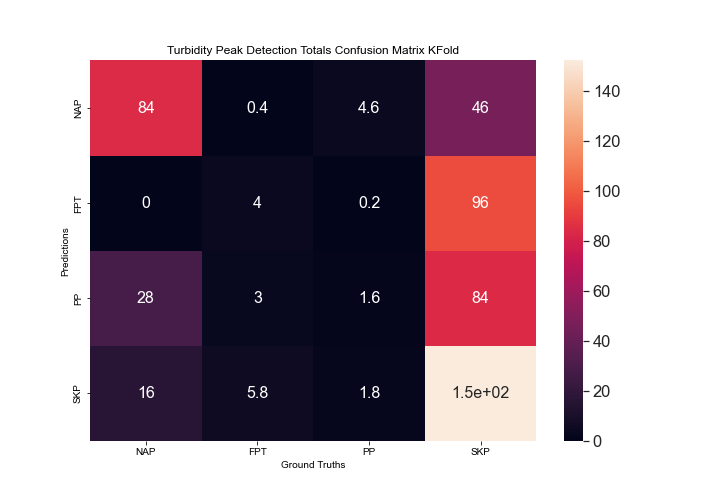 Turbidity Peak Detection Totals Confusion Matrix KFold
NAP 84 0.4 4.6 46
FPT 0 4 0.2 96
PP 28 3 1.6 84
SKP 16 5.8 1.8 1.5e+02
NAP FPT PP SKP
Predictions
Ground Truths
140
120
100
80
60
40
20
0